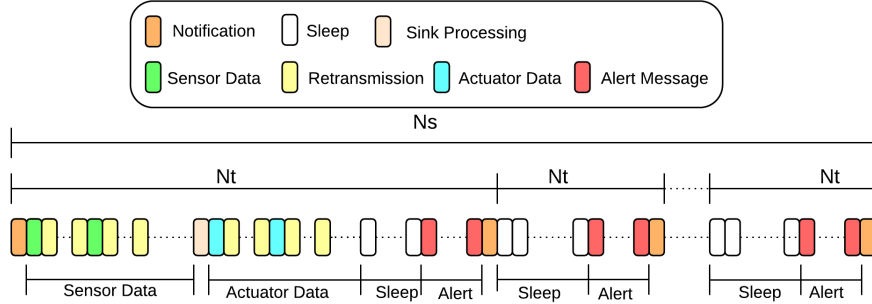 Notification Sleep Sink Processing
Sensor Data Retransmission Actuator Data Alert Message
Ns
Nt Nt Nt
Sensor Data Actuator Data Sleep Alert Sleep Alert Sleep Alert